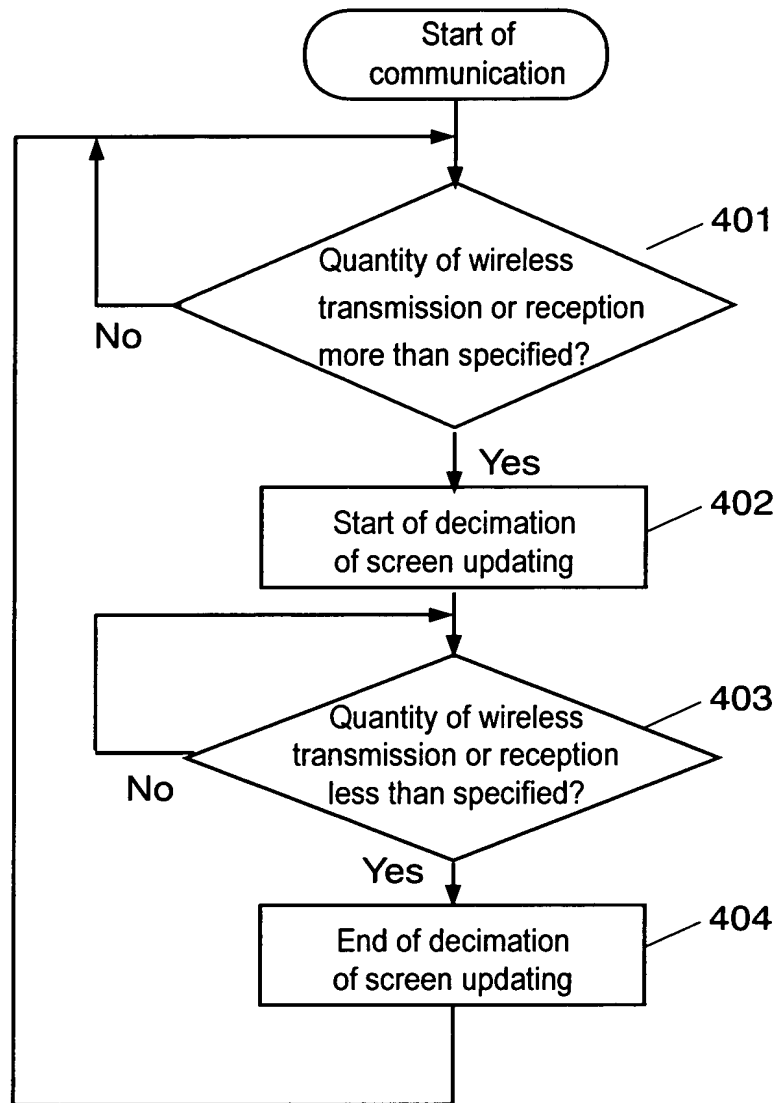 Start of
communication
401
Quantity of wireless
transmission or reception
more than specified?
No
Yes
402
Start of decimation
of screen updating
403
Quantity of wireless
transmission or reception
less than specified?
No
Yes
404
End of decimation
of screen updating